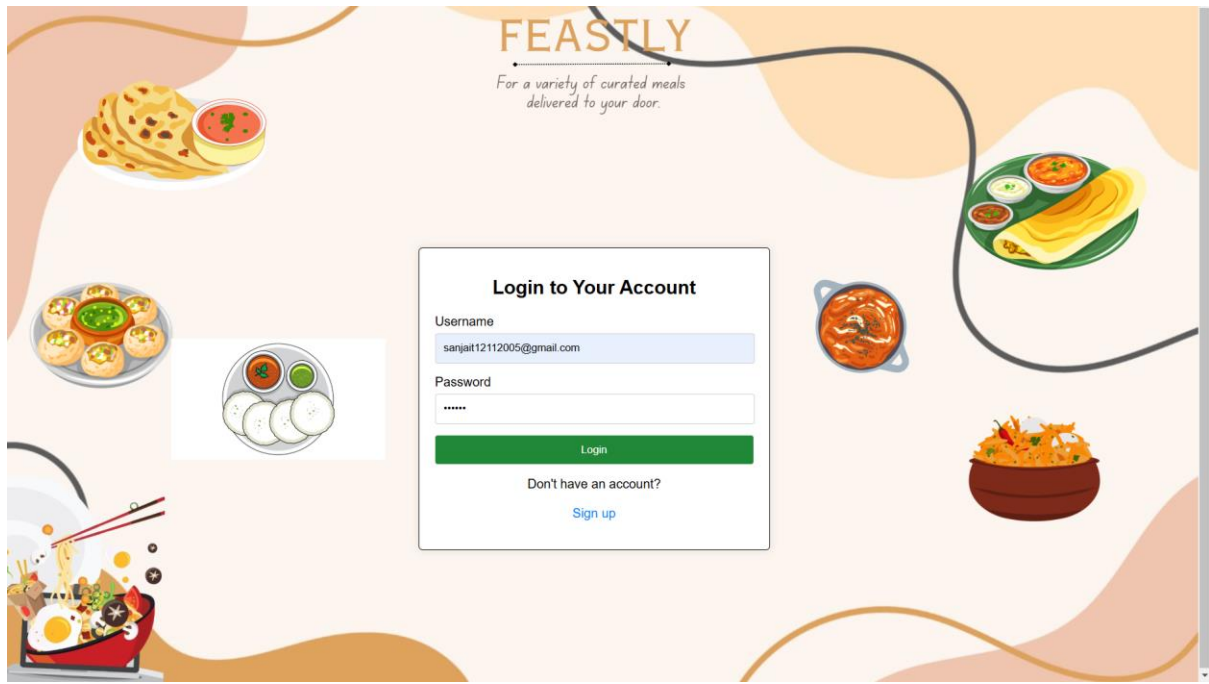 FEASTLY
For a variety of curated meals
delivered to your door.
Login to Your Account
Username
sanjait12112005@gmail.com
Password
••••••
Login
Don't have an account?
Sign up